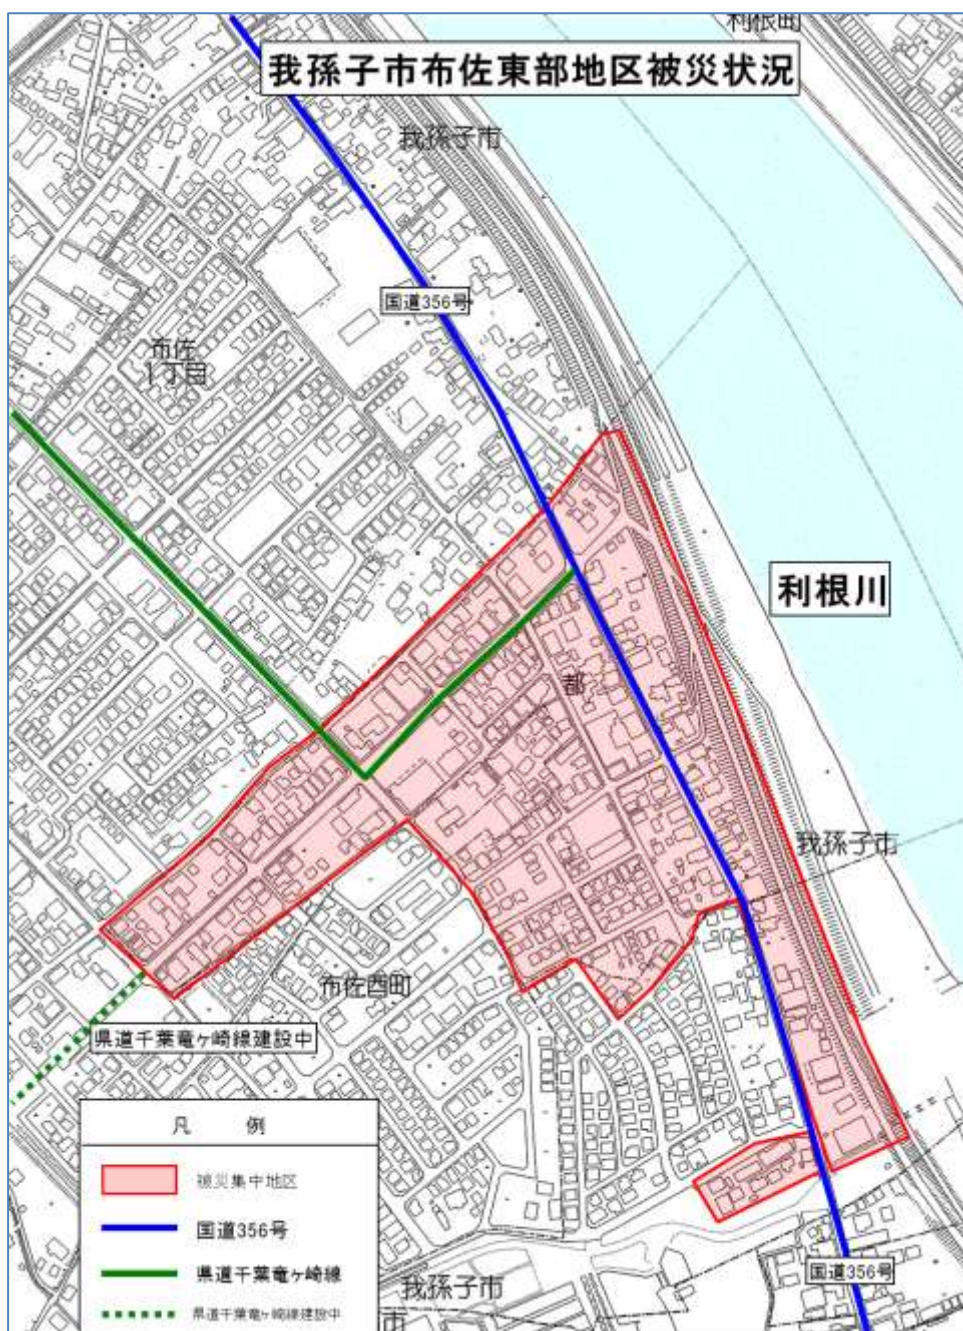 利根町
我孫子市布佐東部地区被災状況
我孫子市
国道356号
布佐
1丁目
利根川
都
我孫子市
布佐酉町
県道千葉竜ヶ崎線建設中
凡 例
被災集中地区
国道356号
県道千葉竜ヶ崎線
県道千葉竜ヶ崎線建設中
我孫子市
市
国道356号